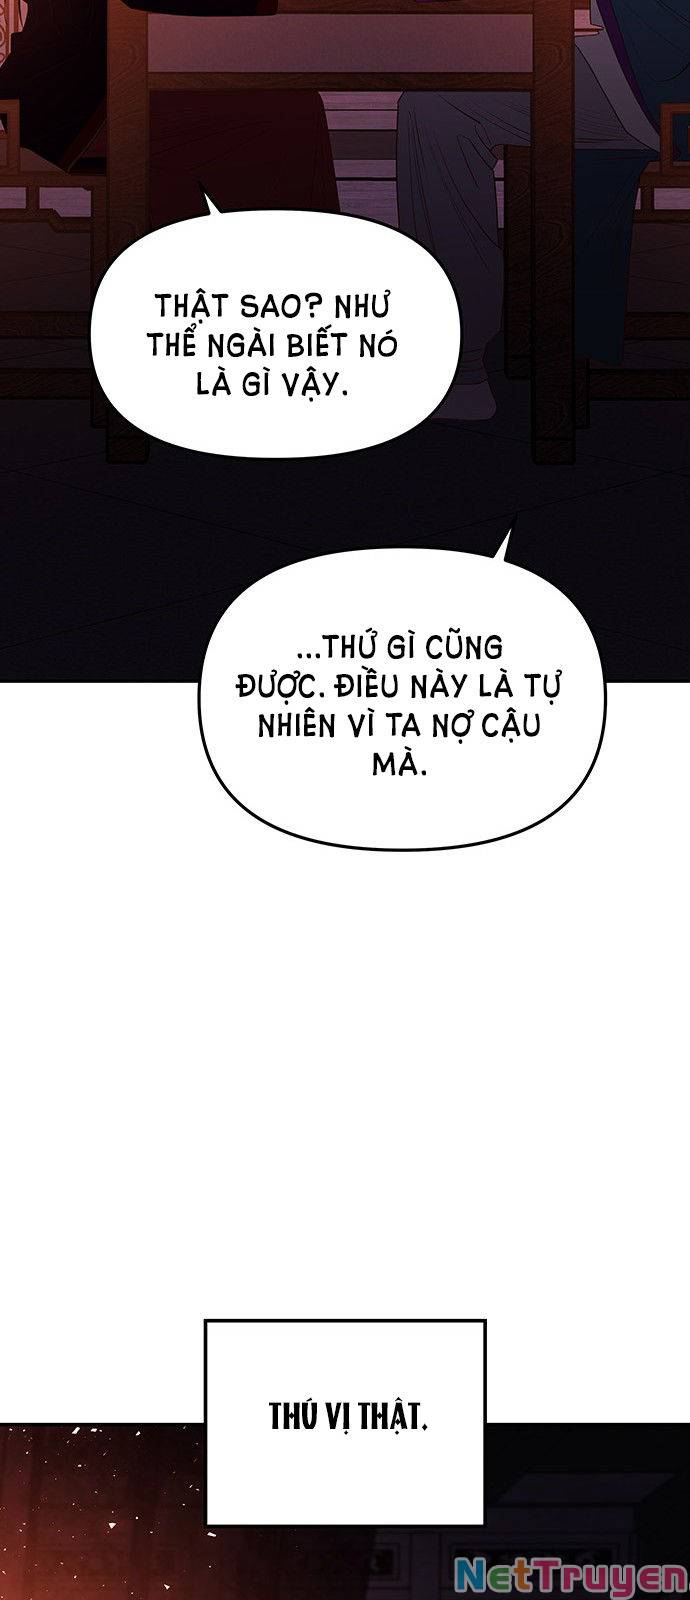 THẬT SAO? NHƯ
THỂ NGÀI BIẾT NÓ
LÀ GÌ VẬY.
...THỨ GÌ CŨNG
ĐƯỢC. ĐIỀU NÀY LÀ TỰ
NHIÊN VÌ TA NỢ CẬU
MÀ.
THÚ VỊ THẬT.
NetTruyen